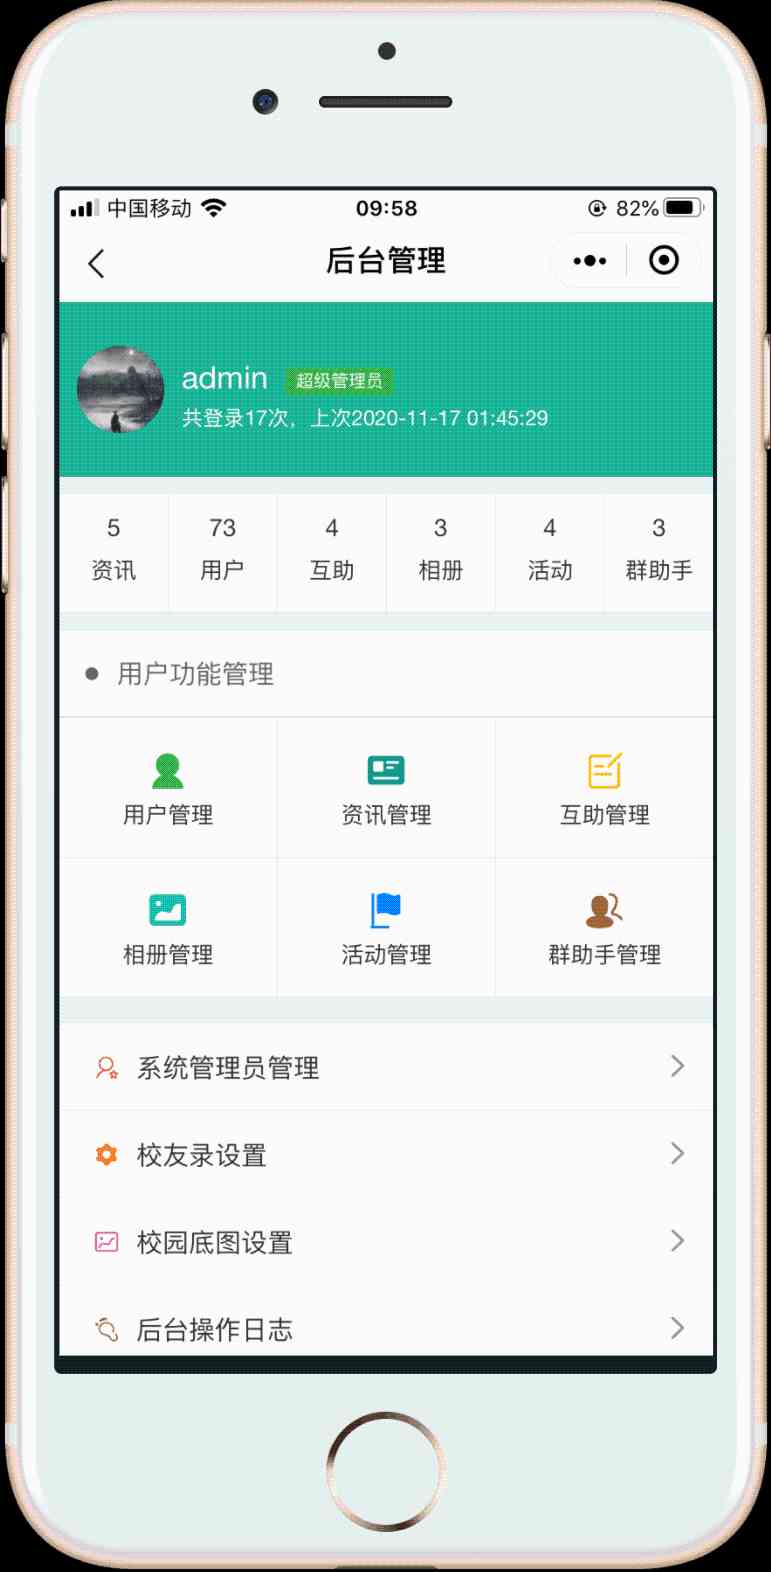 中国移动 09:58 82%
后台管理
admin 超级管理员
共登录17次，上次2020-11-17 01:45:29
5 73 4 3 4 3
资讯 用户 互助 相册 活动 群助手
用户功能管理
用户管理 资讯管理 互助管理
相册管理 活动管理 群助手管理
系统管理员管理
校友录设置
校园底图设置
后台操作日志